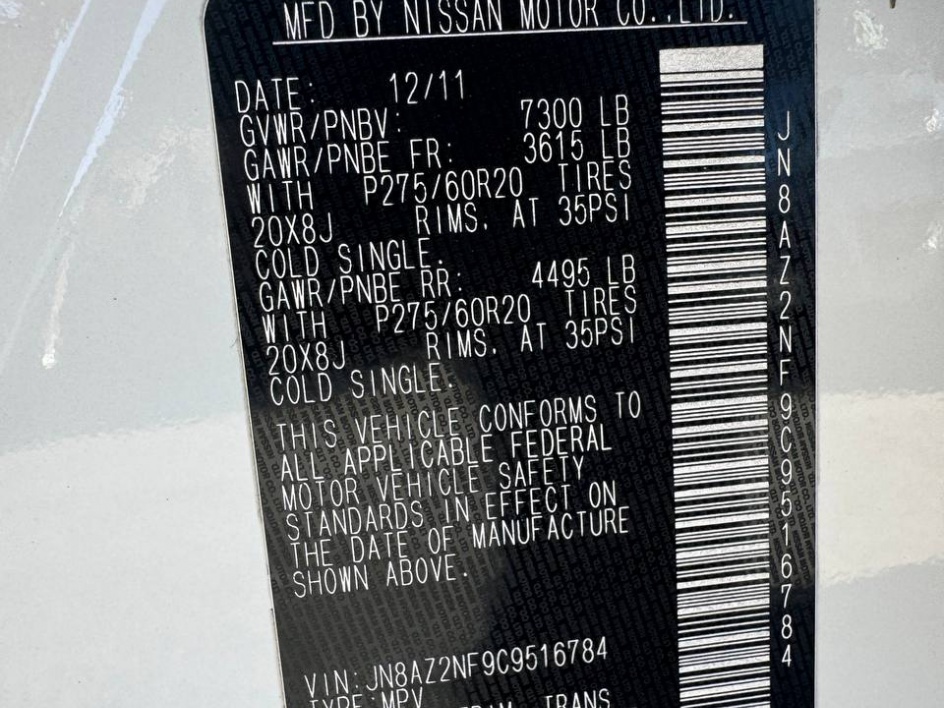 MFD BY NISSAN MOTOR CO.,LTD.
DATE: 12/11
GVWR/PNBV: 7300 LB
GAWR/PNBE FR: 3615 LB
WITH P275/60R20 TIRES
20X8J RIMS. AT 35PSI
COLD SINGLE.
GAWR/PNBE RR: 4495 LB
WITH P275/60R20 TIRES
20X8J RIMS. AT 35PSI
COLD SINGLE.
THIS VEHICLE CONFORMS TO
ALL APPLICABLE FEDERAL
MOTOR VEHICLE SAFETY
STANDARDS IN EFFECT ON
THE DATE OF MANUFACTURE
SHOWN ABOVE.
VIN:JN8AZ2NF9C9516784
TYPE:MPV
TRIM TRANS
JN8AZ2NF9C9516784